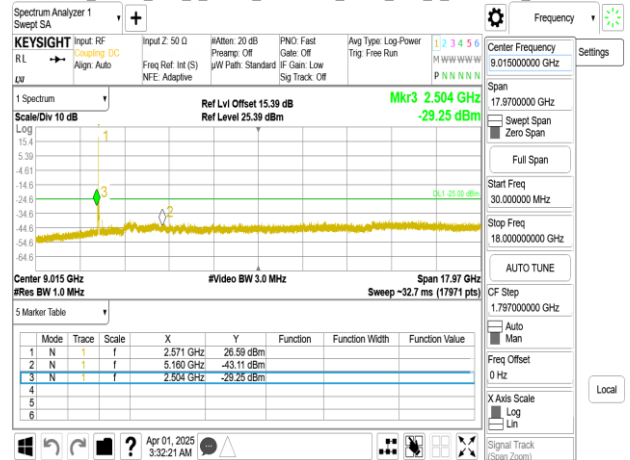 Spectrum Analyzer 1
Swept SA
+
Frequency
KEYSIGHT
RL
Input: RF
Coupling: DC
Align: Auto
Input Z: 50 Ω
Freq Ref: Int (S)
NFE: Adaptive
#Atten: 20 dB
Preamp: Off
µW Path: Standard
PNO: Fast
Gate: Off
IF Gain: Low
Sig Track: Off
Avg Type: Log-Power
Trig: Free Run
1 2 3 4 5 6
M W W W W W
P N N N N N
Center Frequency
9.015000000 GHz
Settings
Span
17.9700000 GHz
Swept Span
Zero Span
Full Span
Start Freq
30.000000 MHz
Stop Freq
18.000000000 GHz
AUTO TUNE
CF Step
1.797000000 GHz
Auto
Man
Freq Offset
0 Hz
X Axis Scale
Log
Lin
Local
Signal Track
(Span Zoom)
1 Spectrum
Scale/Div 10 dB
Ref Lvl Offset 15.39 dB
Ref Level 25.39 dBm
Mkr3 2.504 GHz
-29.25 dBm
Log
15.4
5.39
-4.61
-14.6
-24.6
-34.6
-44.6
-54.6
-64.6
1
3
2
DL1 -25.00 dBm
Center 9.015 GHz
#Video BW 3.0 MHz
Span 17.97 GHz
#Res BW 1.0 MHz
Sweep ~32.7 ms (17971 pts)
5 Marker Table
Mode Trace Scale X Y Function Function Width Function Value
1 N 1 f 2.571 GHz 26.59 dBm
2 N 1 f 5.160 GHz -43.11 dBm
3 N 1 f 2.504 GHz -29.25 dBm
4
5
6
?
Apr 01, 2025
3:32:21 AM